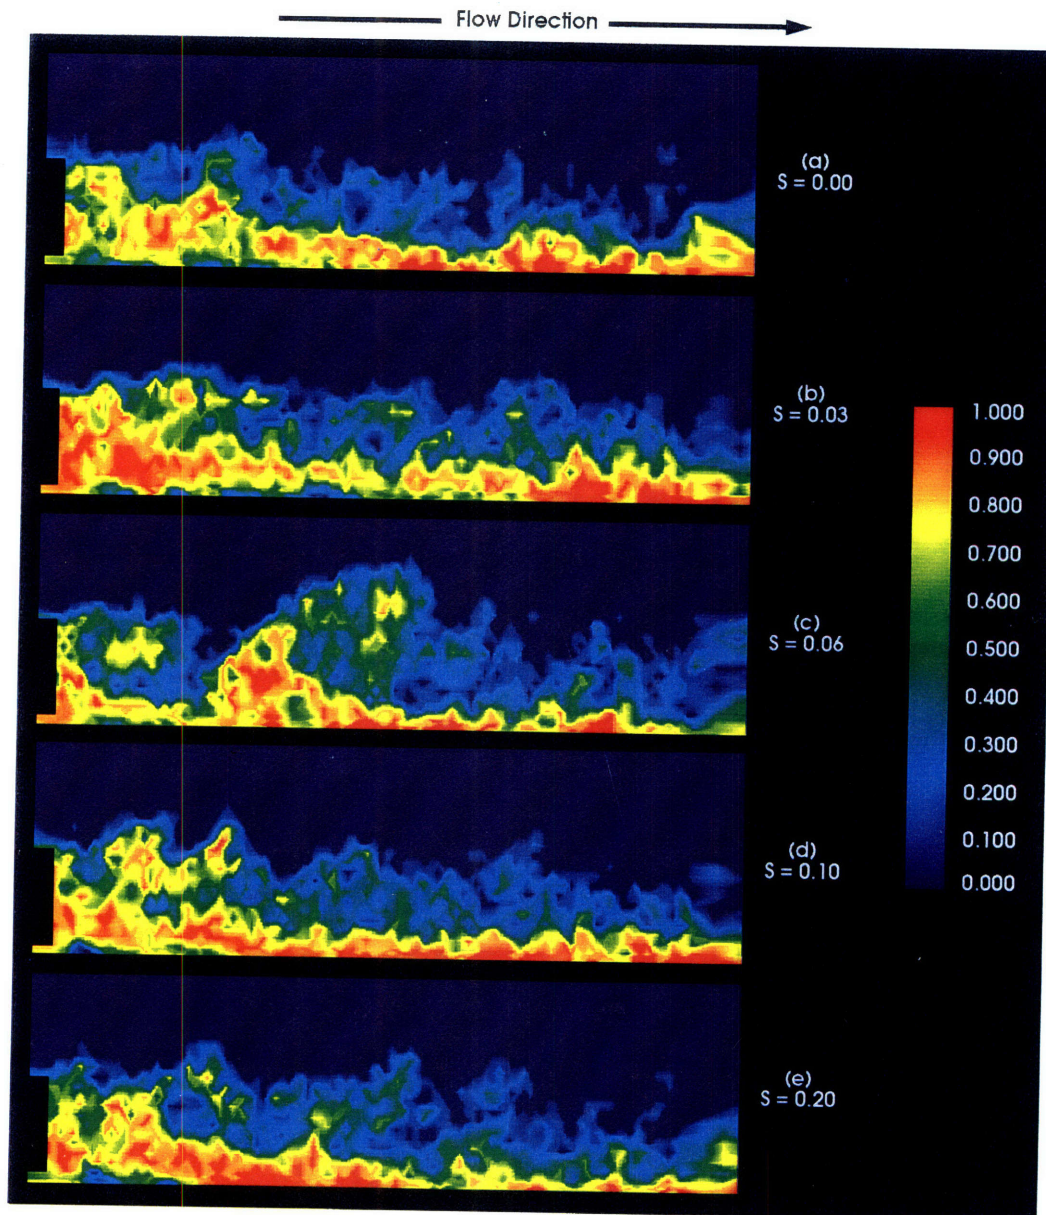 Flow Direction
(a)
S = 0.00
(b)
S = 0.03
1.000
0.900
0.800
(c)
S = 0.06
0.700
0.600
0.500
0.400
0.300
0.200
(d)
S = 0.10
0.100
0.000
(e)
S = 0.20